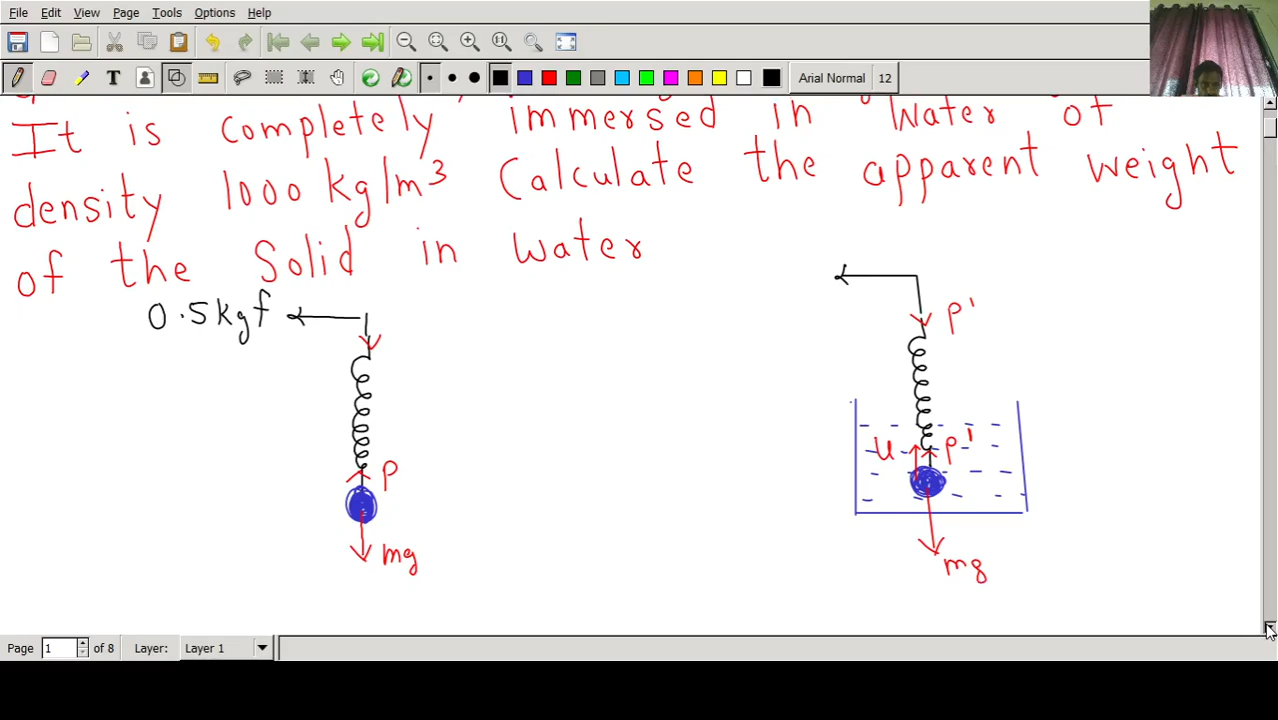 File Edit View Page Tools Options Help
T Arial Normal 12
It is completely immersed in water of
density 1000 kg/m³ Calculate the apparent weight
of the Solid in water
0.5kgf
P'
U P'
P
mg
mg
Page 1 of 8 Layer: Layer 1